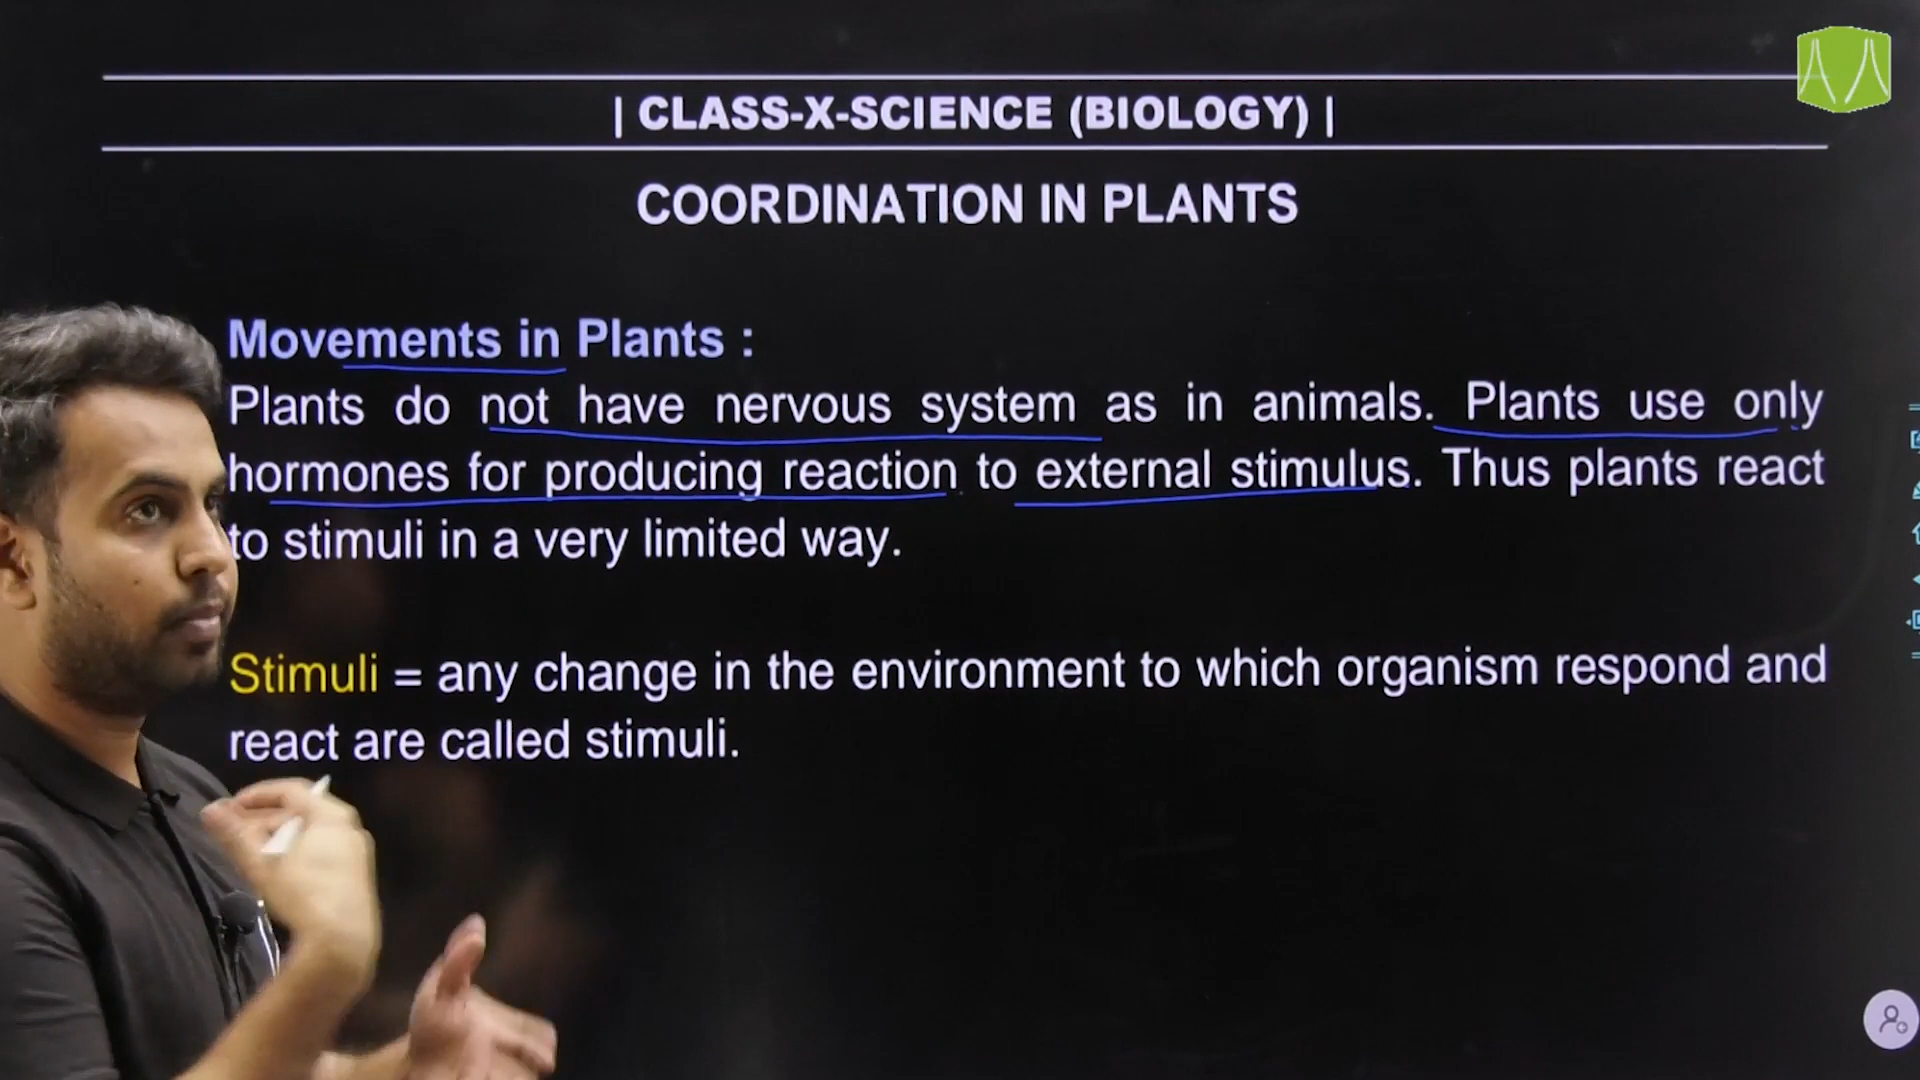 | CLASS-X-SCIENCE (BIOLOGY) |
COORDINATION IN PLANTS
Movements in Plants :
Plants do not have nervous system as in animals. Plants use only
hormones for producing reaction to external stimulus. Thus plants react
to stimuli in a very limited way.
Stimuli = any change in the environment to which organism respond and
react are called stimuli.